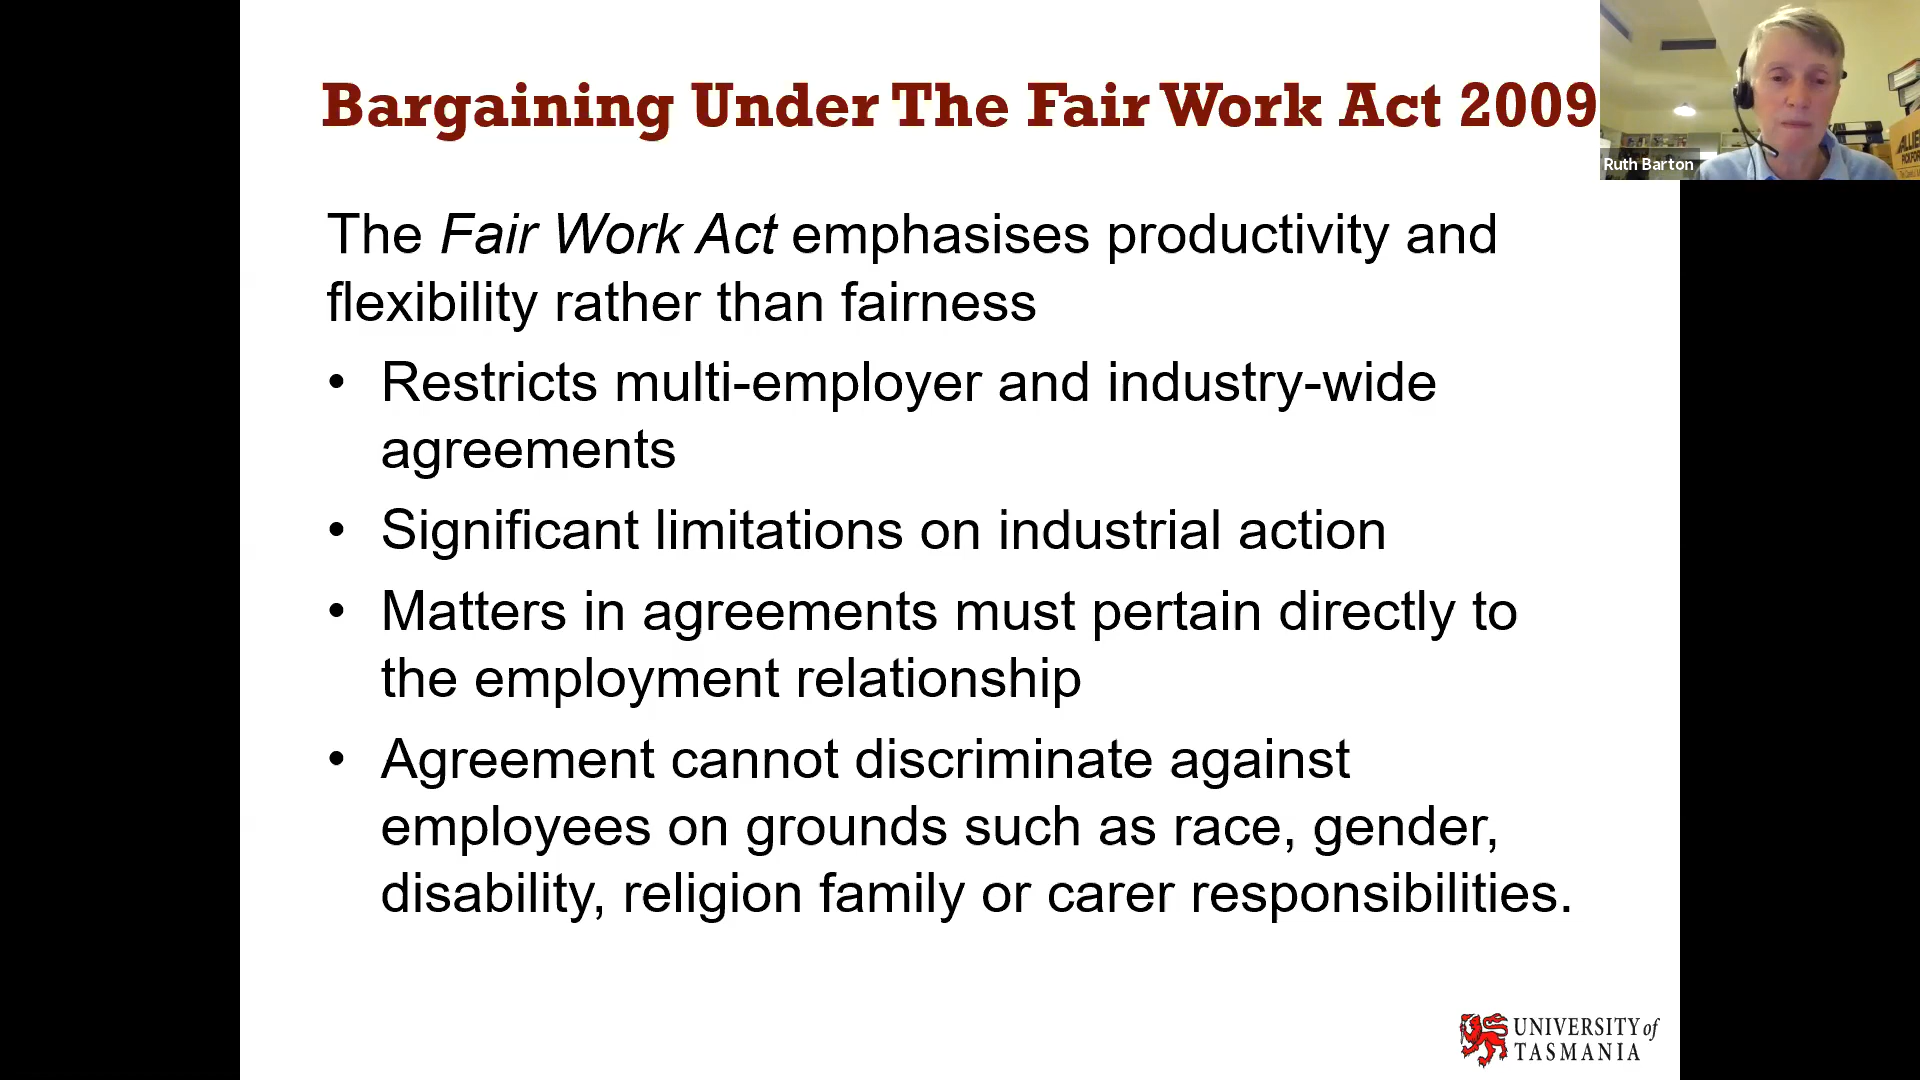 Bargaining Under The Fair Work Act 2009
Ruth Barton
The Fair Work Act emphasises productivity and
flexibility rather than fairness
• Restricts multi-employer and industry-wide
agreements
• Significant limitations on industrial action
• Matters in agreements must pertain directly to
the employment relationship
• Agreement cannot discriminate against
employees on grounds such as race, gender,
disability, religion family or carer responsibilities.
UNIVERSITY of
TASMANIA